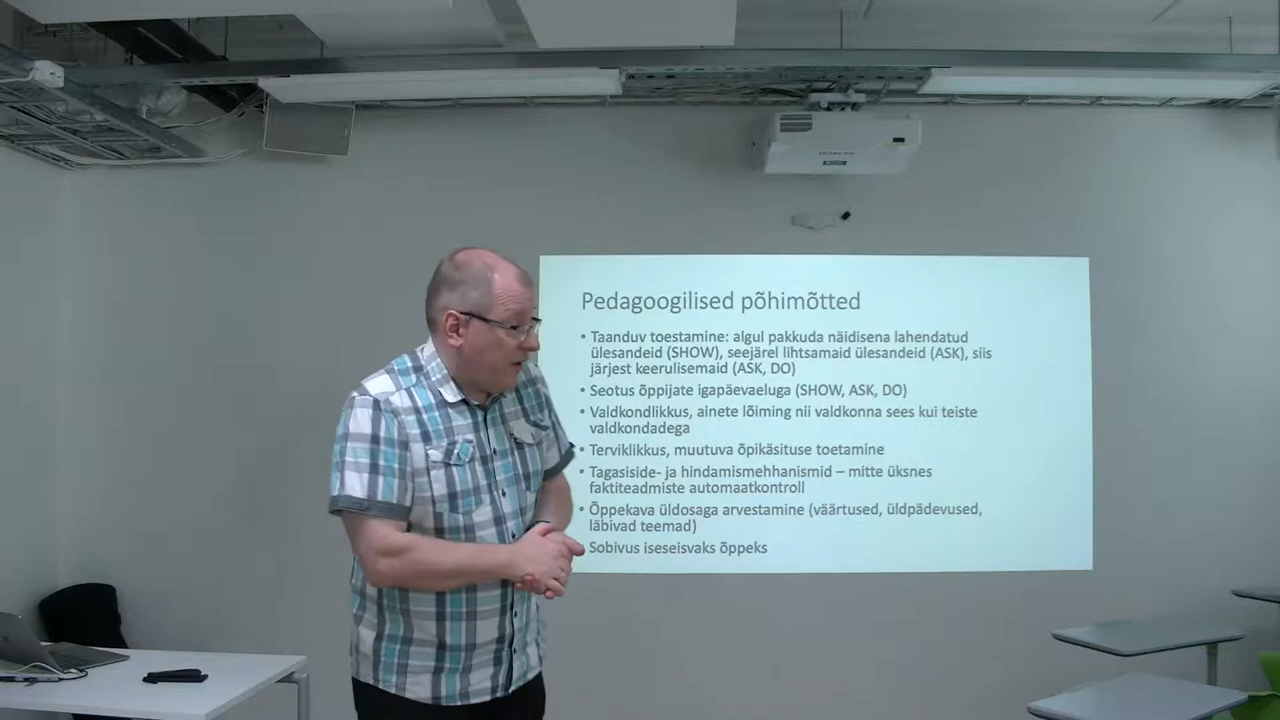 HITACHI
Pedagoogilised põhimõtted
• Taanduv toestamine: algul pakkuda näidisena lahendatud
ülesandeid (SHOW), seejärel lihtsamaid ülesandeid (ASK), siis
järjest keerulisemaid (ASK, DO)
• Seotus õppijate igapäevaeluga (SHOW, ASK, DO)
• Valdkondlikkus, ainete lõiming nii valdkonna sees kui teiste
valdkondadega
• Terviklikkus, muutuva õpikäsituse toetamine
• Tagasiside- ja hindamismehhanismid – mitte üksnes
faktiteadmiste automaatkontroll
• Õppekava üldosaga arvestamine (väärtused, üldpädevused,
läbivad teemad)
Sobivus iseseisvaks õppeks